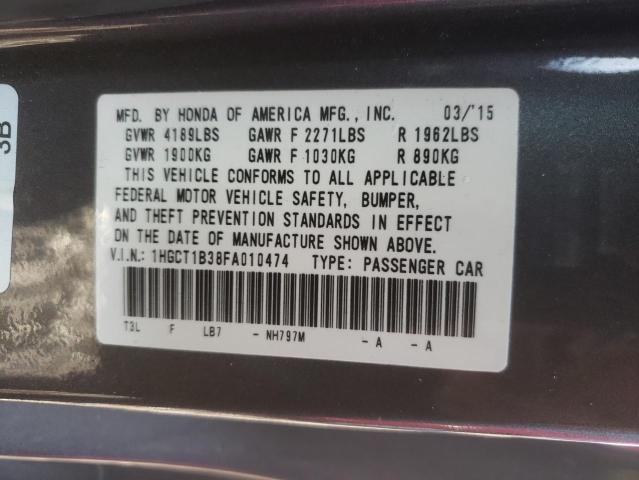 MFD. BY HONDA OF AMERICA MFG., INC. 03/'15
GVWR 4189LBS GAWR F 2271LBS R 1962LBS
GVWR 1900KG GAWR F 1030KG R 890KG
THIS VEHICLE CONFORMS TO ALL APPLICABLE
FEDERAL MOTOR VEHICLE SAFETY, BUMPER,
AND THEFT PREVENTION STANDARDS IN EFFECT
ON THE DATE OF MANUFACTURE SHOWN ABOVE.
V.I.N.: 1HGCT1B38FA010474 TYPE: PASSENGER CAR
T3L F LB7 - NH797M - A - A
3B